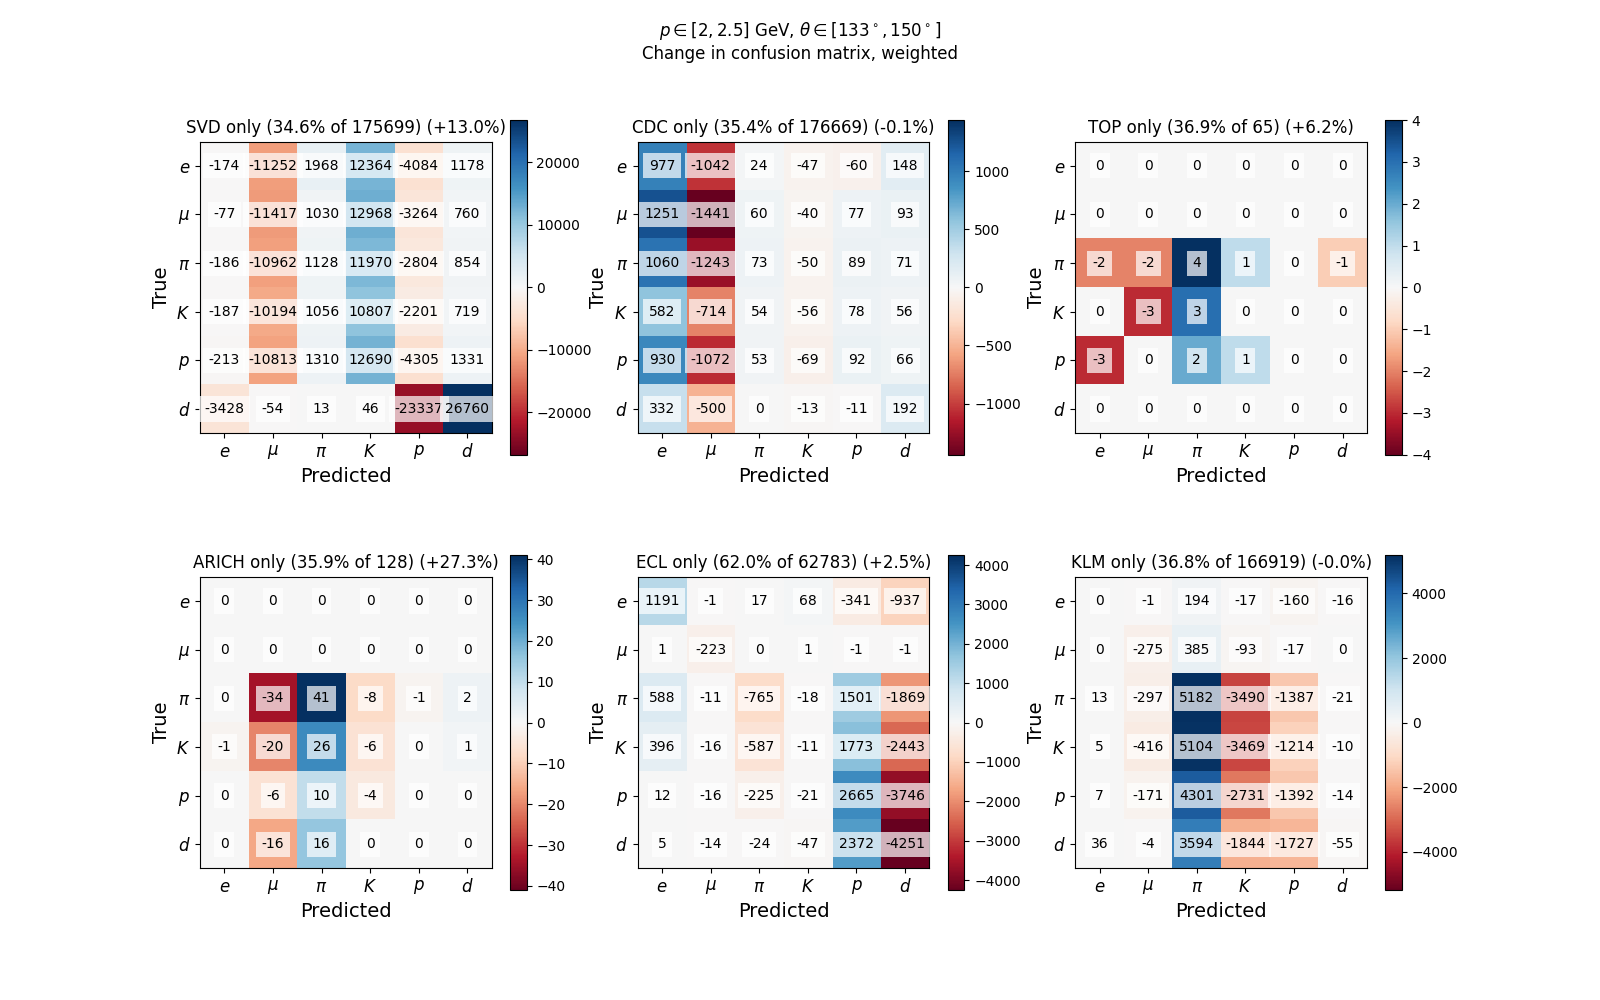 p ∈ [2, 2.5] GeV, θ ∈ [133°, 150°]
Change in confusion matrix, weighted
SVD only (34.6% of 175699) (+13.0%)
e -174 -11252 1968 12364 -4084 1178
μ -77 -11417 1030 12968 -3264 760
π -186 -10962 1128 11970 -2804 854
K -187 -10194 1056 10807 -2201 719
p -213 -10813 1310 12690 -4305 1331
d -3428 -54 13 46 -23337 26760
e μ π K p d
Predicted
True
20000
10000
0
−10000
−20000
CDC only (35.4% of 176669) (-0.1%)
e 977 -1042 24 -47 -60 148
μ 1251 -1441 60 -40 77 93
π 1060 -1243 73 -50 89 71
K 582 -714 54 -56 78 56
p 930 -1072 53 -69 92 66
d 332 -500 0 -13 -11 192
e μ π K p d
Predicted
True
1000
500
0
−500
−1000
TOP only (36.9% of 65) (+6.2%)
e 0 0 0 0 0 0
μ 0 0 0 0 0 0
π -2 -2 4 1 0 -1
K 0 -3 3 0 0 0
p -3 0 2 1 0 0
d 0 0 0 0 0 0
e μ π K p d
Predicted
True
4
3
2
1
0
−1
−2
−3
−4
ARICH only (35.9% of 128) (+27.3%)
e 0 0 0 0 0 0
μ 0 0 0 0 0 0
π 0 -34 41 -8 -1 2
K -1 -20 26 -6 0 1
p 0 -6 10 -4 0 0
d 0 -16 16 0 0 0
e μ π K p d
Predicted
True
40
30
20
10
0
−10
−20
−30
−40
ECL only (62.0% of 62783) (+2.5%)
e 1191 -1 17 68 -341 -937
μ 1 -223 0 1 -1 -1
π 588 -11 -765 -18 1501 -1869
K 396 -16 -587 -11 1773 -2443
p 12 -16 -225 -21 2665 -3746
d 5 -14 -24 -47 2372 -4251
e μ π K p d
Predicted
True
4000
3000
2000
1000
0
−1000
−2000
−3000
−4000
KLM only (36.8% of 166919) (-0.0%)
e 0 -1 194 -17 -160 -16
μ 0 -275 385 -93 -17 0
π 13 -297 5182 -3490 -1387 -21
K 5 -416 5104 -3469 -1214 -10
p 7 -171 4301 -2731 -1392 -14
d 36 -4 3594 -1844 -1727 -55
e μ π K p d
Predicted
True
4000
2000
0
−2000
−4000